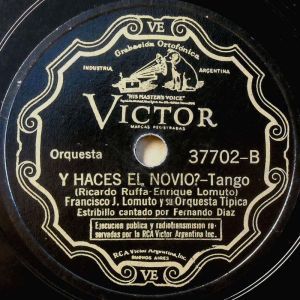 VE
Grabación Ortofónica
INDUSTRIA ARGENTINA
"HIS MASTER'S VOICE"
VICTOR
MARCAS REGISTRADAS
Orquesta 37702-B
Y HACES EL NOVIO?-Tango
(Ricardo Ruffa-Enrique Lomuto)
Francisco J. Lomuto y su Orquesta Típica
Estribillo cantado por Fernando Diaz
Ejecucion publica y radiotransmision re-
servadas por la RCA Victor Argentina Inc.
RCA Victor Argentina, Inc.
BUENOS AIRES
VE